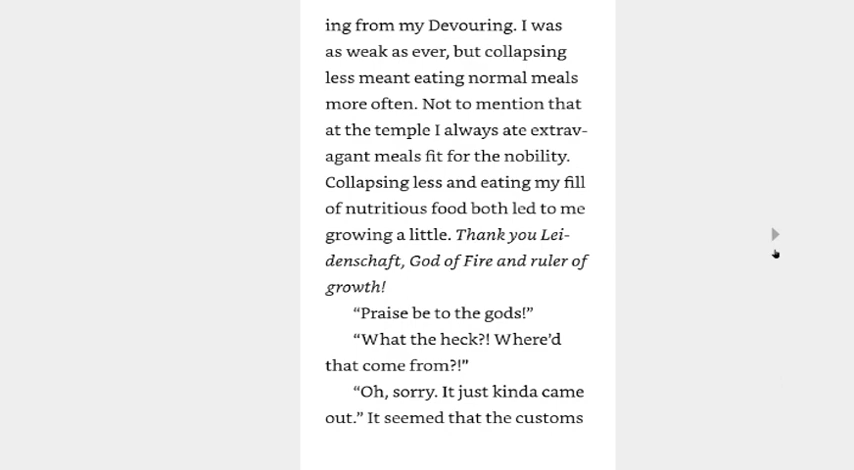 ing from my Devouring. I was
as weak as ever, but collapsing
less meant eating normal meals
more often. Not to mention that
at the temple I always ate extrav-
agant meals fit for the nobility.
Collapsing less and eating my fill
of nutritious food both led to me
growing a little. Thank you Lei-
denschaft, God of Fire and ruler of
growth!
“Praise be to the gods!”
“What the heck?! Where’d
that come from?!”
“Oh, sorry. It just kinda came
out.” It seemed that the customs